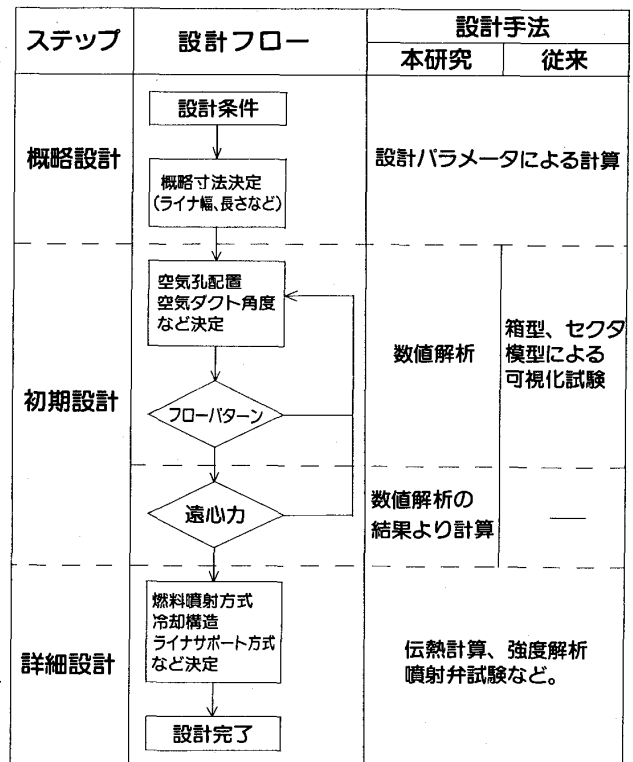 ステップ
設計フロー
設計手法
本研究
従来
概略設計
設計条件
概略寸法決定
(ライナ幅、長さなど)
設計パラメータによる計算
初期設計
空気孔配置
空気ダクト角度
など決定
フローパターン
数値解析
箱型、セクタ
模型による
可視化試験
遠心力
数値解析の
結果より計算
――
詳細設計
燃料噴射方式
冷却構造
ライナサポート方式
など決定
設計完了
伝熱計算、強度解析
噴射弁試験など。